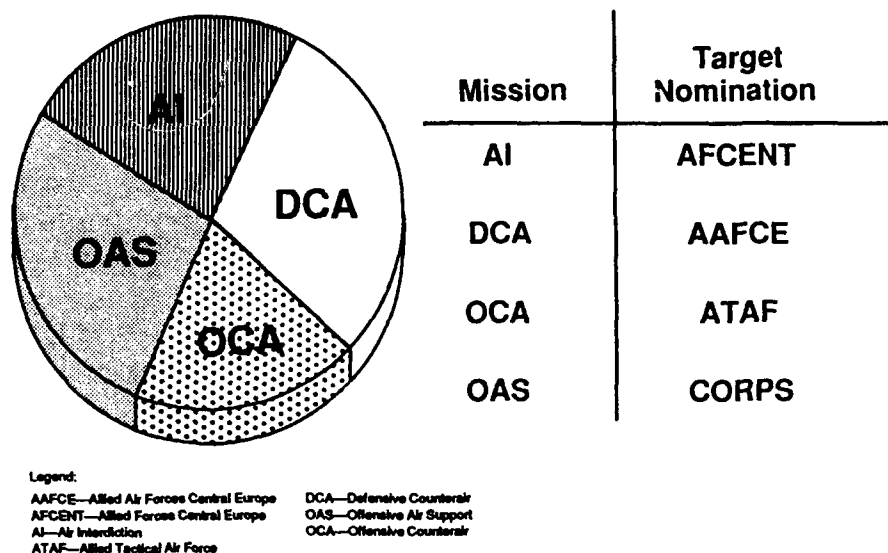 AI
DCA
OAS
OCA
Mission Target Nomination
AI AFCENT
DCA AAFCE
OCA ATAF
OAS CORPS
Legend:
AAFCE—Allied Air Forces Central Europe DCA—Defensive Counterair
AFCENT—Allied Forces Central Europe OAS—Offensive Air Support
AI—Air Interdiction OCA—Offensive Counterair
ATAF—Allied Tactical Air Force